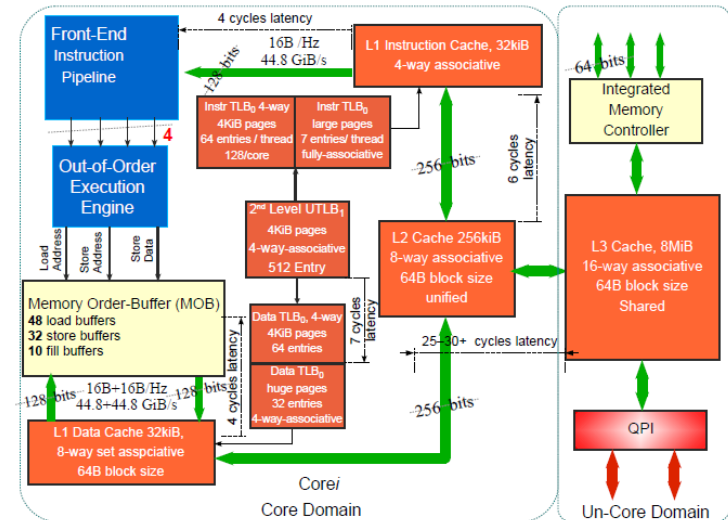 Front-End
Instruction
Pipeline
4 cycles latency
16B /Hz
44.8 GiB/s
128-bits
L1 Instruction Cache, 32kiB
4-way associative
64-bits
Integrated
Memory
Controller
4
Instr TLB₀ 4-way
4KiB pages
64 entries / thread
128/core
Instr TLB₀
large pages
7 entries/ thread
fully-associative
256 bits
6 cycles
latency
Out-of-Order
Execution
Engine
Load
Address
Store
Address
Store
Data
2nd Level UTLB₁
4KiB pages
4-way-associative
512 Entry
L2 Cache 256kiB
8-way associative
64B block size
unified
L3 Cache, 8MiB
16-way associative
64B block size
Shared
Memory Order-Buffer (MOB)
48 load buffers
32 store buffers
10 fill buffers
Data TLB₀, 4-way
4KiB pages
64 entries
7 cycles
latency
25–30+ cycles latency
Data TLB₀
huge pages
32 entries
4-way-associative
4 cycles latency
128-bits
16B+16B/Hz
44.8+44.8 GiB/s
128-bits
256 bits
L1 Data Cache 32kiB,
8-way set asspciative
64B block size
QPI
Corei
Core Domain
Un-Core Domain